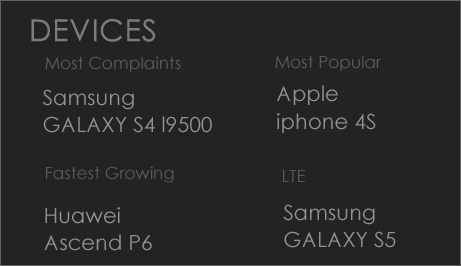 DEVICES
Most Complaints
Samsung
GALAXY S4 I9500
Most Popular
Apple
iphone 4S
Fastest Growing
Huawei
Ascend P6
LTE
Samsung
GALAXY S5